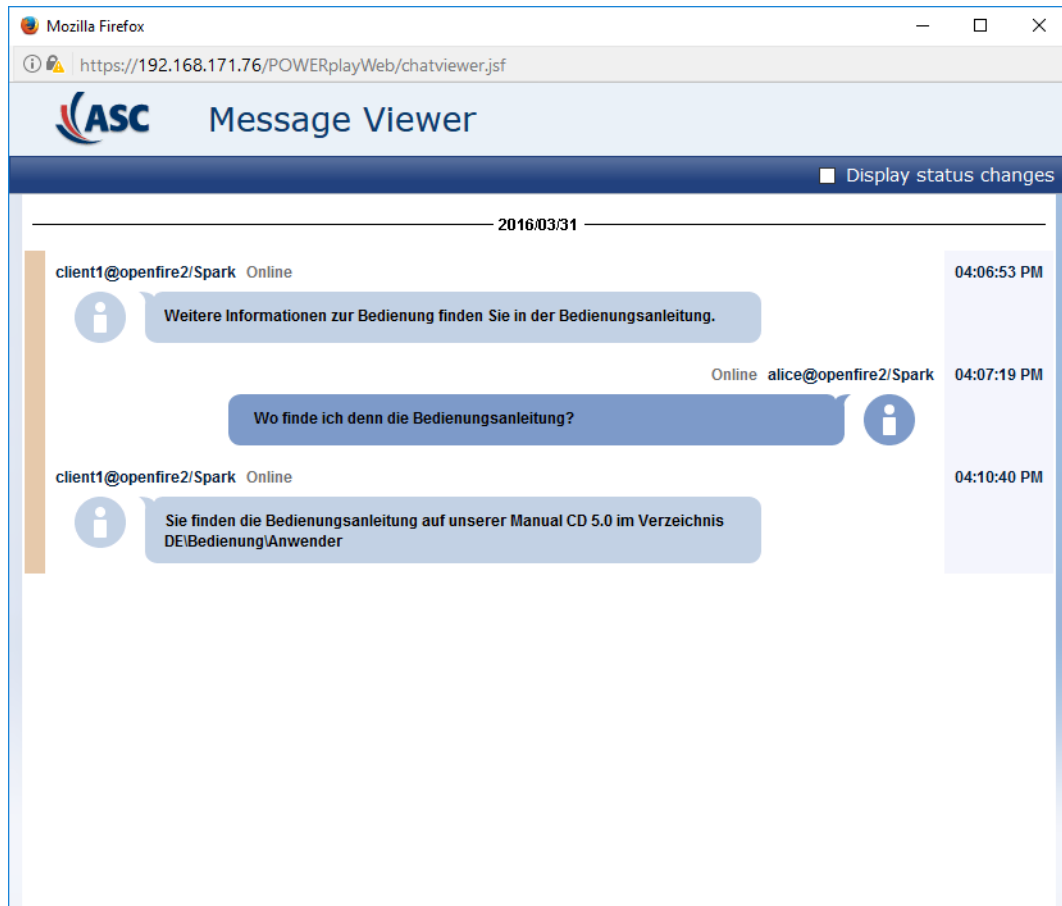 Mozilla Firefox
https://192.168.171.76/POWERplayWeb/chatviewer.jsf
ASC Message Viewer
Display status changes
2016/03/31
client1@openfire2/Spark Online 04:06:53 PM
Weitere Informationen zur Bedienung finden Sie in der Bedienungsanleitung.
Online alice@openfire2/Spark 04:07:19 PM
Wo finde ich denn die Bedienungsanleitung?
client1@openfire2/Spark Online 04:10:40 PM
Sie finden die Bedienungsanleitung auf unserer Manual CD 5.0 im Verzeichnis
DE\Bedienung\Anwender